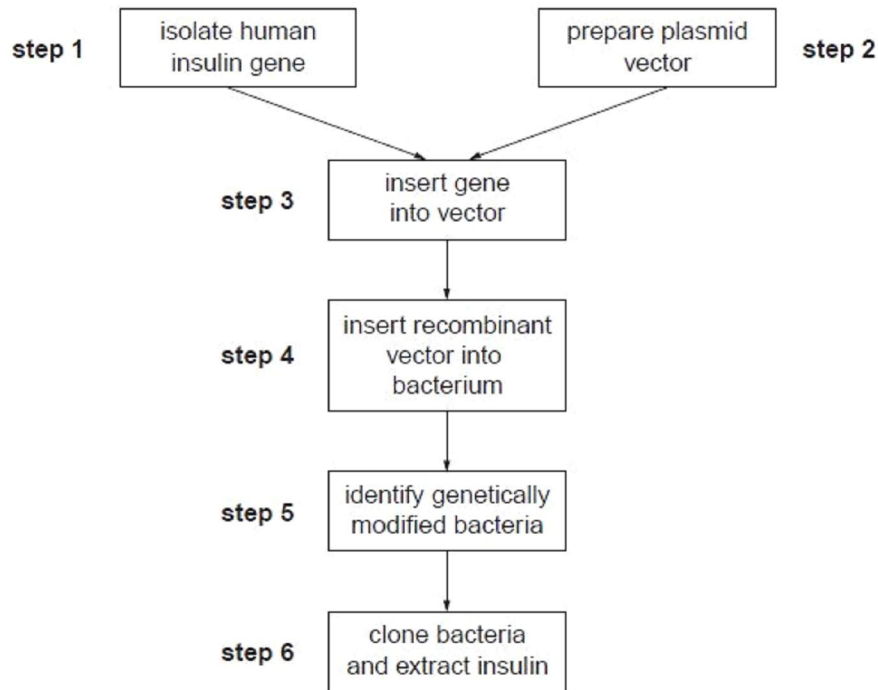 step 1
isolate human
insulin gene
prepare plasmid
vector
step 2
step 3
insert gene
into vector
step 4
insert recombinant
vector into
bacterium
step 5
identify genetically
modified bacteria
step 6
clone bacteria
and extract insulin